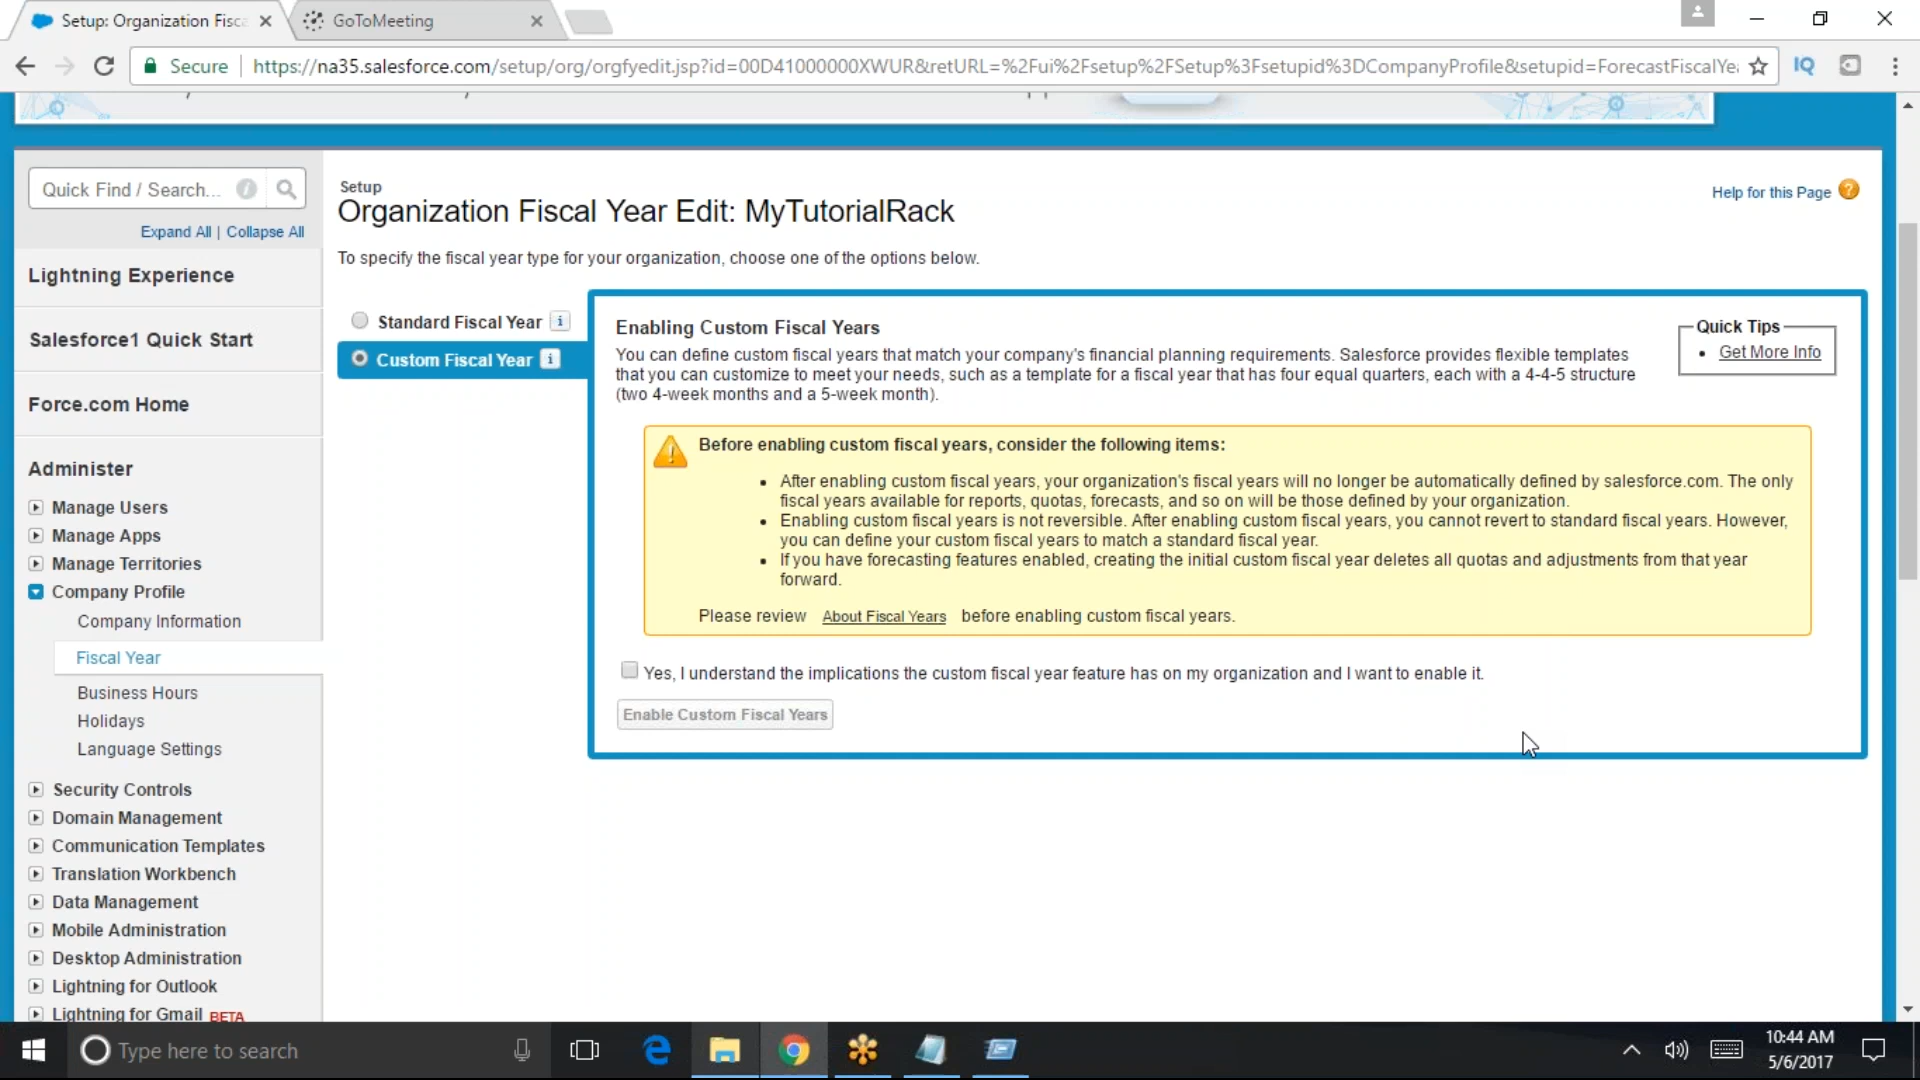 Setup: Organization Fisca
GoToMeeting
Secure
https://na35.salesforce.com/setup/org/orgfyedit.jsp?id=00D41000000XWUR&retURL=%2Fui%2Fsetup%2FSetup%3Fsetupid%3DCompanyProfile&setupid=ForecastFiscalYea
IQ
Quick Find / Search...
Expand All | Collapse All
Lightning Experience
Salesforce1 Quick Start
Force.com Home
Administer
Manage Users
Manage Apps
Manage Territories
Company Profile
Company Information
Fiscal Year
Business Hours
Holidays
Language Settings
Security Controls
Domain Management
Communication Templates
Translation Workbench
Data Management
Mobile Administration
Desktop Administration
Lightning for Outlook
Lightning for Gmail BETA
Setup
Organization Fiscal Year Edit: MyTutorialRack
Help for this Page
To specify the fiscal year type for your organization, choose one of the options below.
Standard Fiscal Year
Custom Fiscal Year
Enabling Custom Fiscal Years
You can define custom fiscal years that match your company's financial planning requirements. Salesforce provides flexible templates
that you can customize to meet your needs, such as a template for a fiscal year that has four equal quarters, each with a 4-4-5 structure
(two 4-week months and a 5-week month).
Quick Tips
• Get More Info
Before enabling custom fiscal years, consider the following items:
• After enabling custom fiscal years, your organization's fiscal years will no longer be automatically defined by salesforce.com. The only
fiscal years available for reports, quotas, forecasts, and so on will be those defined by your organization.
• Enabling custom fiscal years is not reversible. After enabling custom fiscal years, you cannot revert to standard fiscal years. However,
you can define your custom fiscal years to match a standard fiscal year.
• If you have forecasting features enabled, creating the initial custom fiscal year deletes all quotas and adjustments from that year
forward.
Please review About Fiscal Years before enabling custom fiscal years.
Yes, I understand the implications the custom fiscal year feature has on my organization and I want to enable it.
Enable Custom Fiscal Years
Type here to search
10:44 AM
5/6/2017